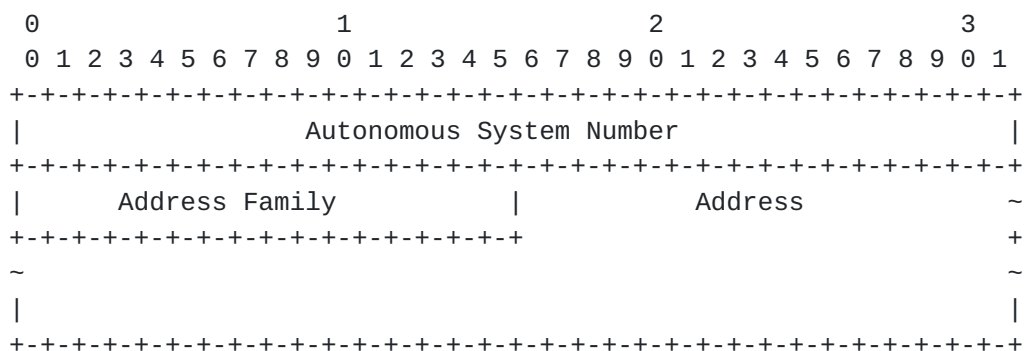 0                   1                   2                   3
 0 1 2 3 4 5 6 7 8 9 0 1 2 3 4 5 6 7 8 9 0 1 2 3 4 5 6 7 8 9 0 1
+-+-+-+-+-+-+-+-+-+-+-+-+-+-+-+-+-+-+-+-+-+-+-+-+-+-+-+-+-+-+-+-+
|                  Autonomous System Number                     |
+-+-+-+-+-+-+-+-+-+-+-+-+-+-+-+-+-+-+-+-+-+-+-+-+-+-+-+-+-+-+-+-+
|      Address Family           |           Address             ~
+-+-+-+-+-+-+-+-+-+-+-+-+-+-+-+-+                               +
~                                                               ~
|                                                               |
+-+-+-+-+-+-+-+-+-+-+-+-+-+-+-+-+-+-+-+-+-+-+-+-+-+-+-+-+-+-+-+-+